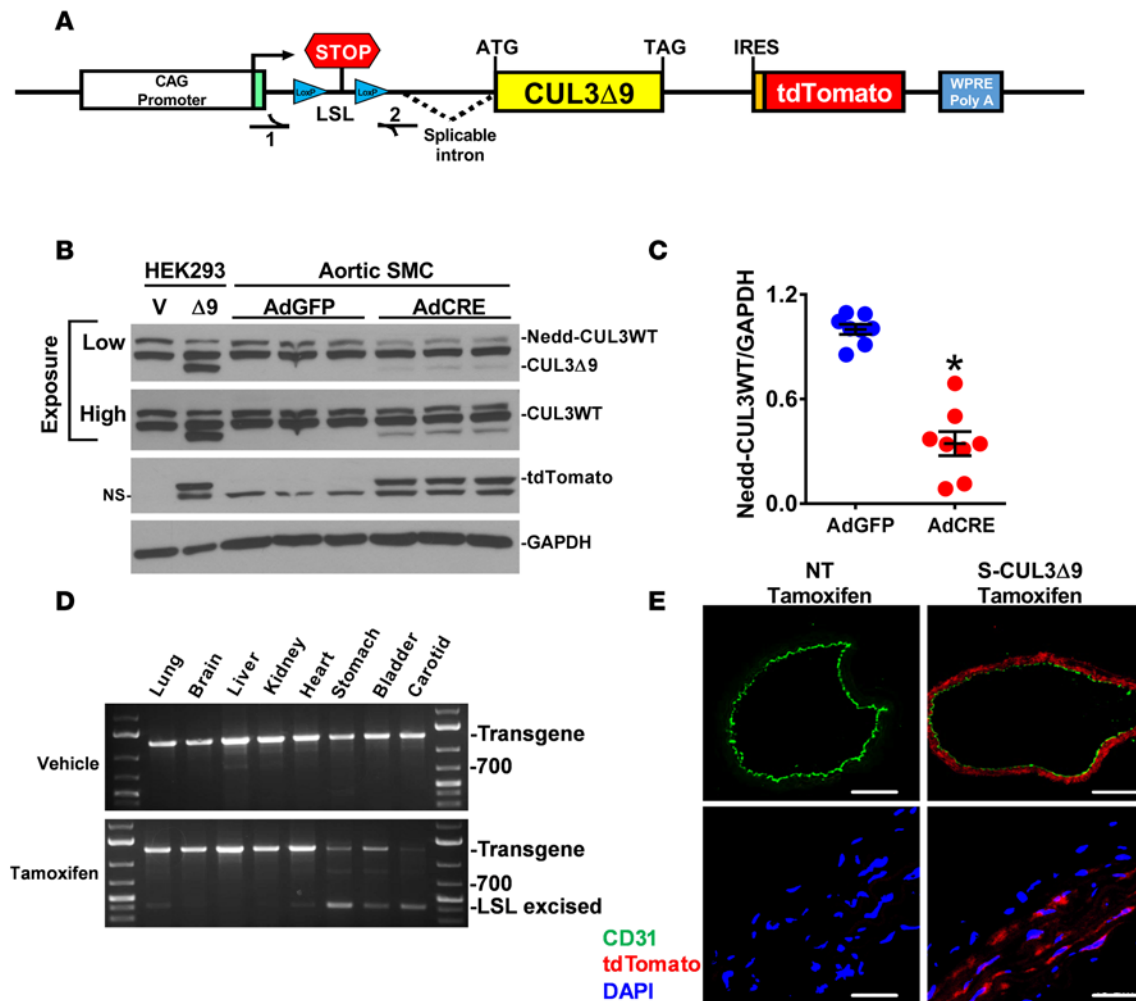 A
CAG
Promoter
STOP
LoxP
LoxP
LSL
1
2
Splicable
intron
ATG
TAG
CUL3Δ9
IRES
tdTomato
WPRE
Poly A
B
HEK293
Aortic SMC
V
Δ9
AdGFP
AdCRE
Exposure
Low
High
-Nedd-CUL3WT
-CUL3Δ9
-CUL3WT
-tdTomato
NS-
-GAPDH
C
Nedd-CUL3WT/GAPDH
1.2
0.6
0.0
*
AdGFP
AdCRE
D
Lung
Brain
Liver
Kidney
Heart
Stomach
Bladder
Carotid
Vehicle
-Transgene
-700
Tamoxifen
-Transgene
-700
-LSL excised
E
NT
Tamoxifen
S-CUL3Δ9
Tamoxifen
CD31
tdTomato
DAPI